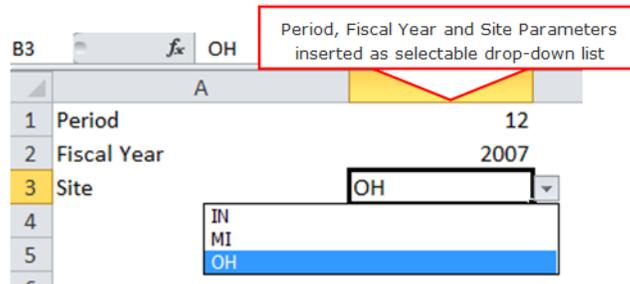 Period, Fiscal Year and Site Parameters
inserted as selectable drop-down list
B3 fx OH
A
1 Period 12
2 Fiscal Year 2007
3 Site OH
4 IN
MI
5 OH